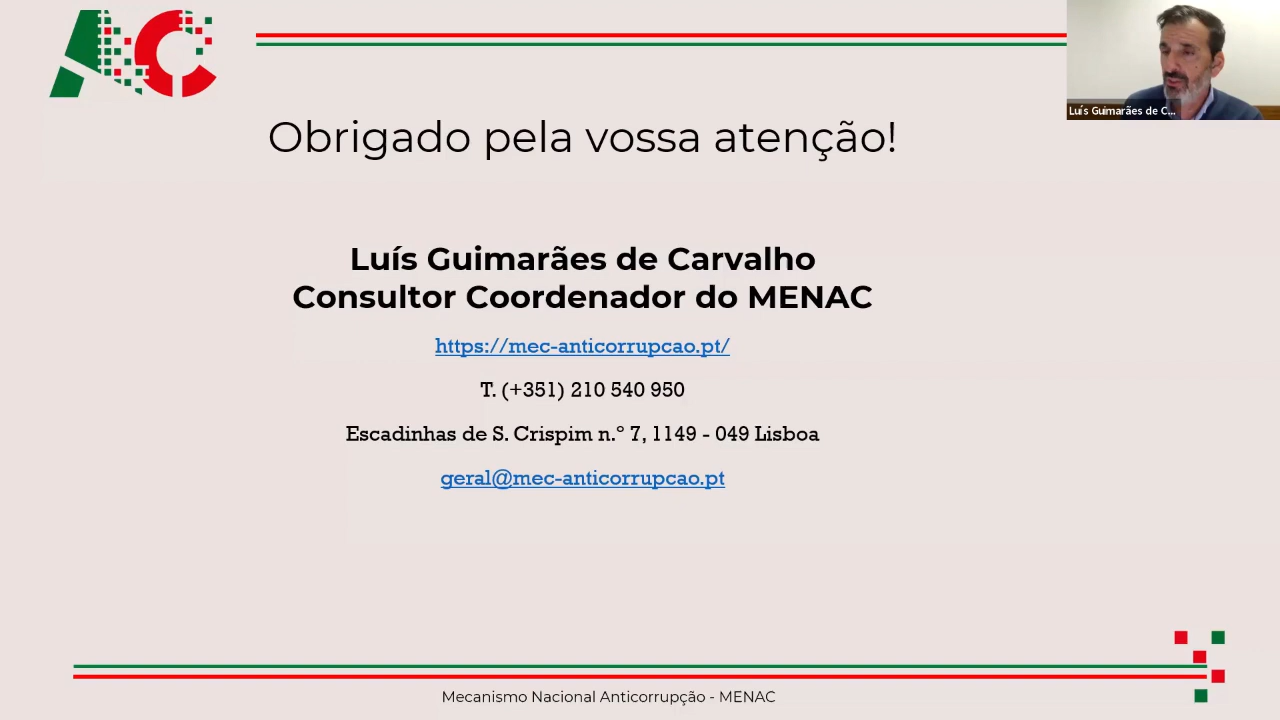 AC
Luís Guimarães de C...
Obrigado pela vossa atenção!
Luís Guimarães de Carvalho
Consultor Coordenador do MENAC
https://mec-anticorrupcao.pt/
T. (+351) 210 540 950
Escadinhas de S. Crispim n.º 7, 1149 - 049 Lisboa
geral@mec-anticorrupcao.pt
Mecanismo Nacional Anticorrupção - MENAC